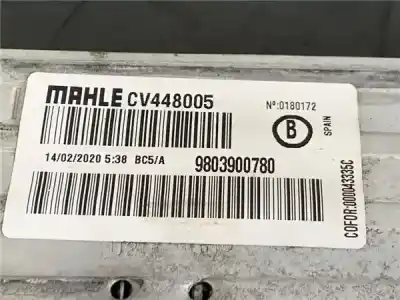 MAHLE CV448005
Nº:0180172
B
SPAIN
14/02/2020 5:38 BC5/A
9803900780
COFOR:000043335C